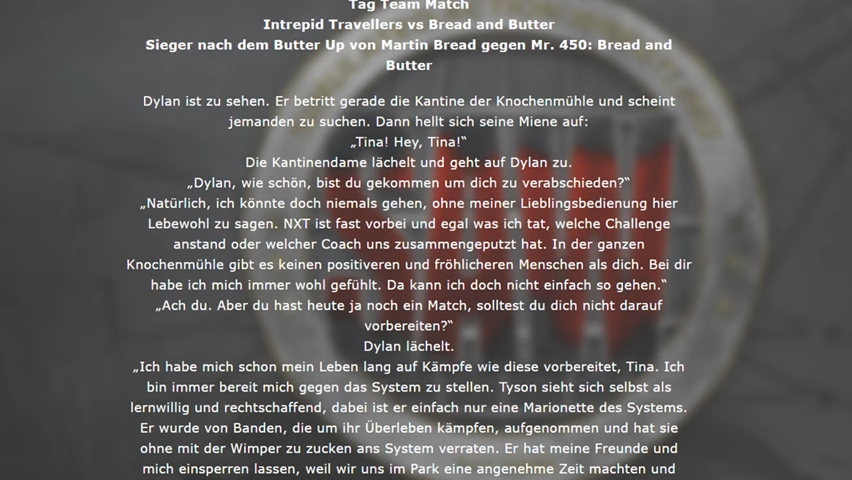 Tag Team Match
Intrepid Travellers vs Bread and Butter
Sieger nach dem Butter Up von Martin Bread gegen Mr. 450: Bread and
Butter
Dylan ist zu sehen. Er betritt gerade die Kantine der Knochenmühle und scheint
jemanden zu suchen. Dann hellt sich seine Miene auf:
„Tina! Hey, Tina!“
Die Kantinendame lächelt und geht auf Dylan zu.
„Dylan, wie schön, bist du gekommen um dich zu verabschieden?“
„Natürlich, ich könnte doch niemals gehen, ohne meiner Lieblingsbedienung hier
Lebewohl zu sagen. NXT ist fast vorbei und egal was ich tat, welche Challenge
anstand oder welcher Coach uns zusammengeputzt hat. In der ganzen
Knochenmühle gibt es keinen positiveren und fröhlicheren Menschen als dich. Bei dir
habe ich mich immer wohl gefühlt. Da kann ich doch nicht einfach so gehen.“
„Ach du. Aber du hast heute ja noch ein Match, solltest du dich nicht darauf
vorbereiten?“
Dylan lächelt.
„Ich habe mich schon mein Leben lang auf Kämpfe wie diese vorbereitet, Tina. Ich
bin immer bereit mich gegen das System zu stellen. Tyson sieht sich selbst als
lernwillig und rechtschaffend, dabei ist er einfach nur eine Marionette des Systems.
Er wurde von Banden, die um ihr Überleben kämpfen, aufgenommen und hat sie
ohne mit der Wimper zu zucken ans System verraten. Er hat meine Freunde und
mich einsperren lassen, weil wir uns im Park eine angenehme Zeit machten und